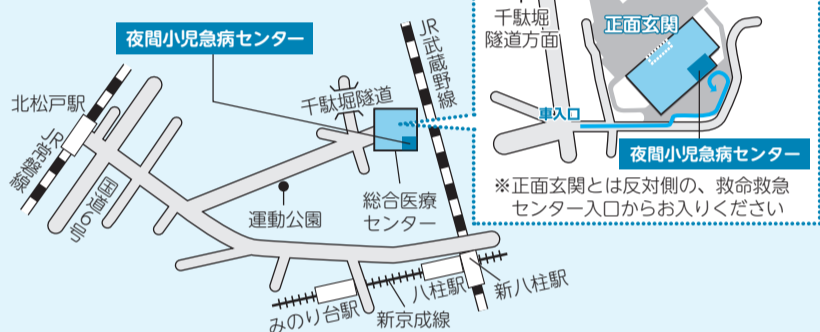 夜間小児急病センター
北松戸駅
JR常磐線
国道6号
千駄堀隧道
JR武蔵野線
運動公園
総合医療
センター
みのり台駅
新京成線
八柱駅
新八柱駅
千駄堀
隧道方面
正面玄関
車入口
夜間小児急病センター
※正面玄関とは反対側の、救命救急
センター入口からお入りください